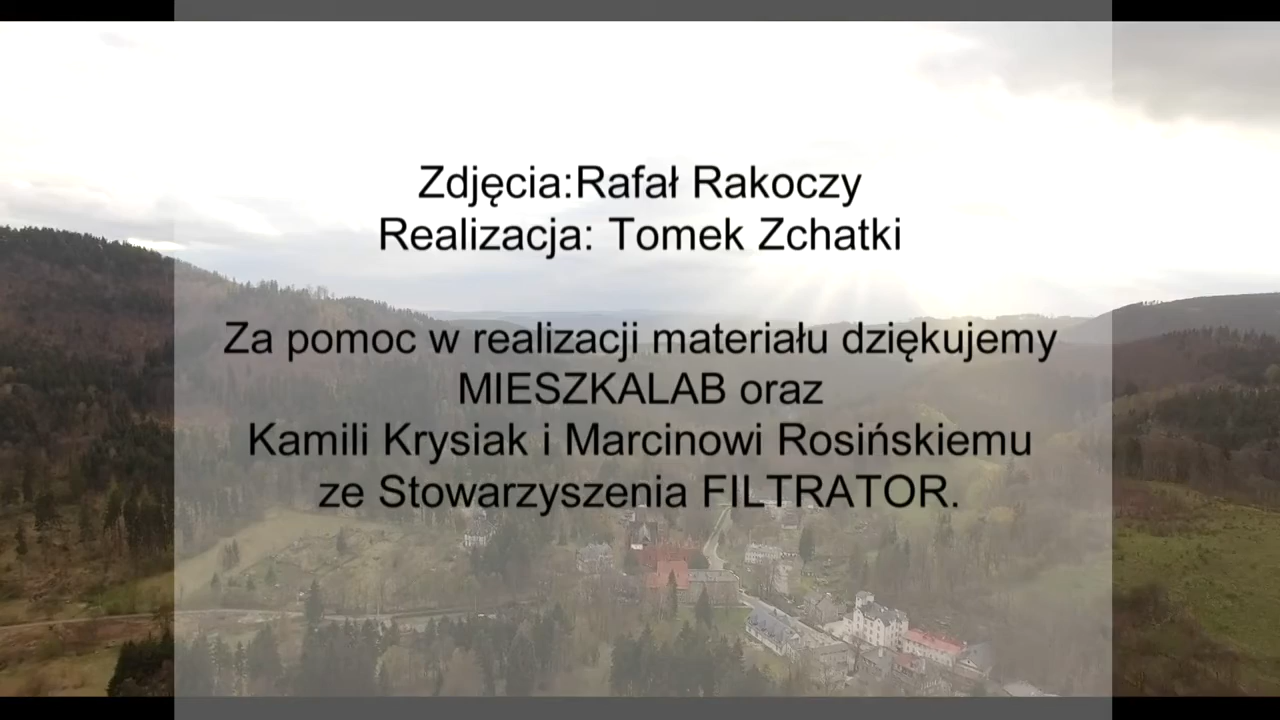 Zdjęcia:Rafał Rakoczy
Realizacja: Tomek Zchatki
Za pomoc w realizacji materiału dziękujemy
MIESZKALAB oraz
Kamili Krysiak i Marcinowi Rosińskiemu
ze Stowarzyszenia FILTRATOR.